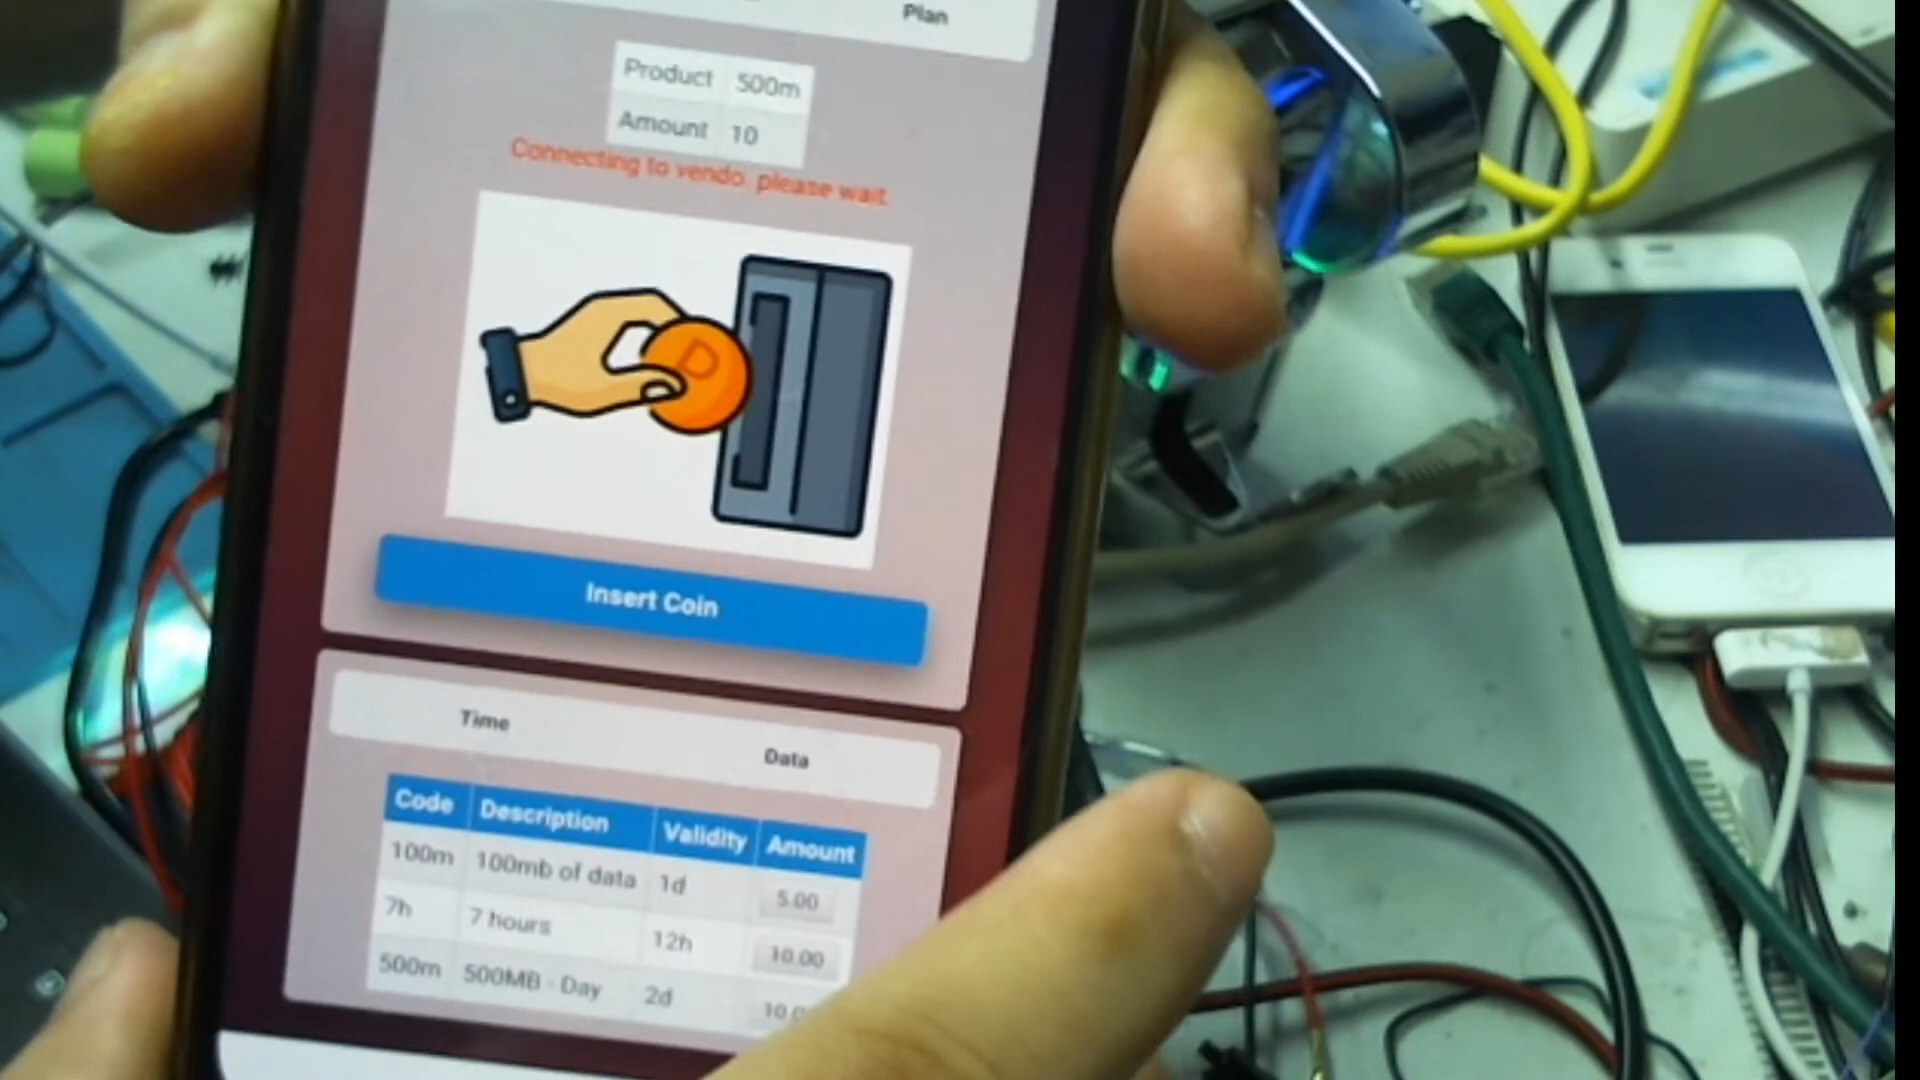 Plan
Product 500m
Amount 10
Connecting to vendo. please wait.
P
Insert Coin
Time Data
Code Description Validity Amount
100m 100mb of data 1d 5.00
7h 7 hours 12h 10.00
500m 500MB - Day 2d